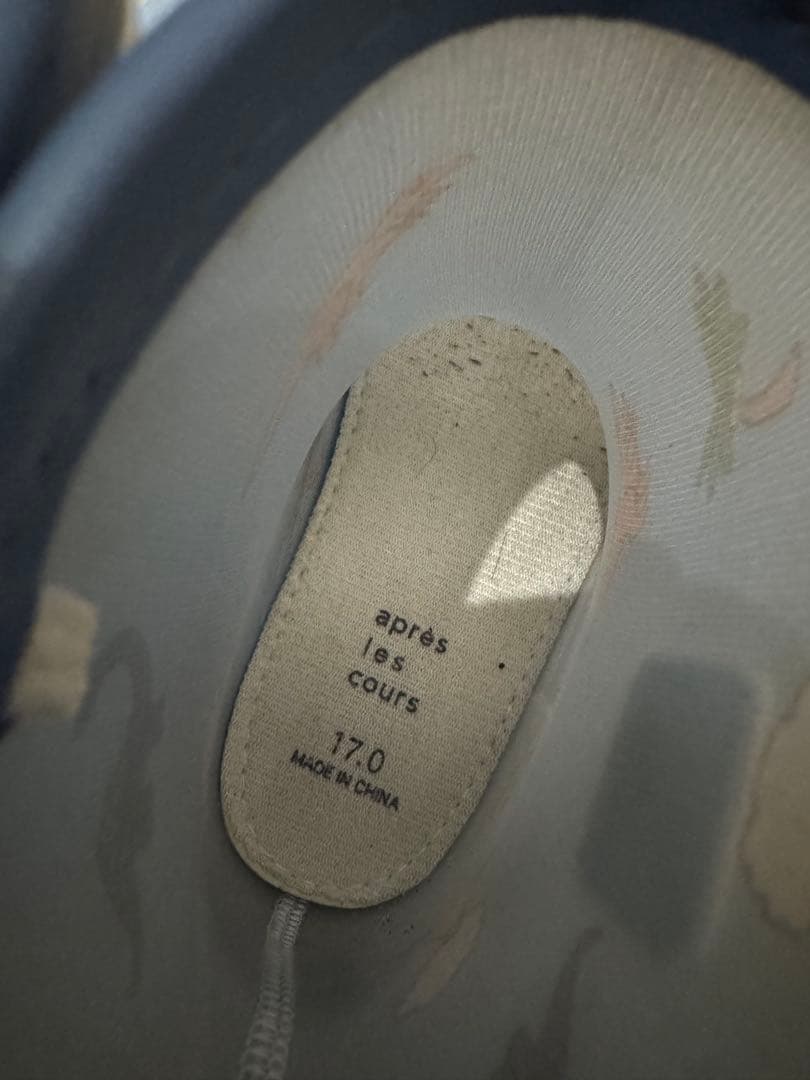 après
les
cours
17.0
MADE IN CHINA